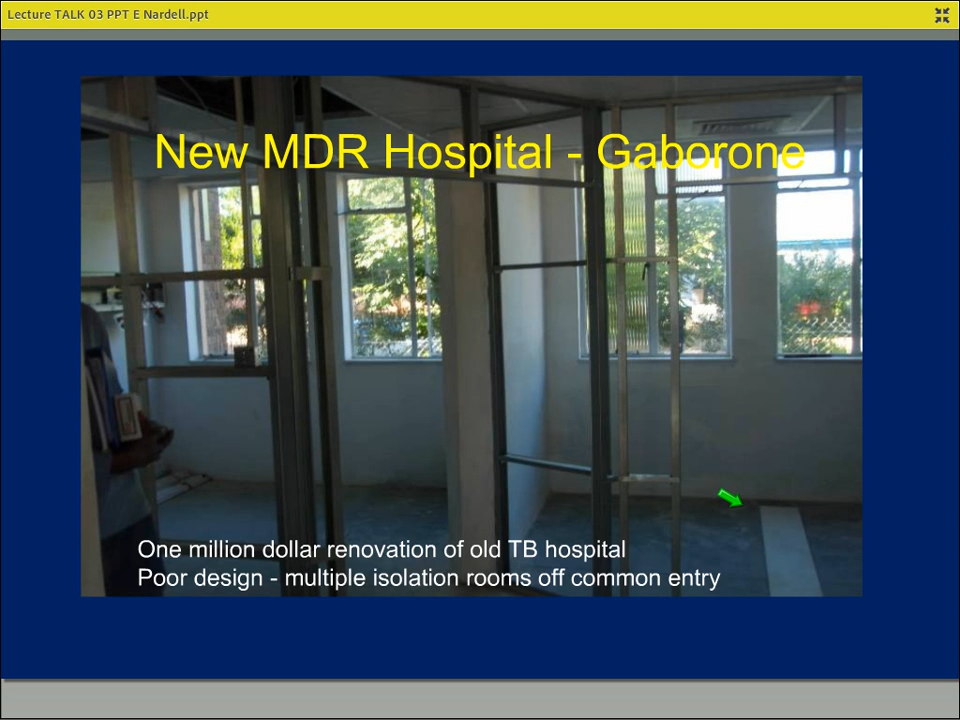 Lecture TALK 03 PPT E Nardell.ppt
New MDR Hospital - Gaborone
One million dollar renovation of old TB hospital
Poor design - multiple isolation rooms off common entry